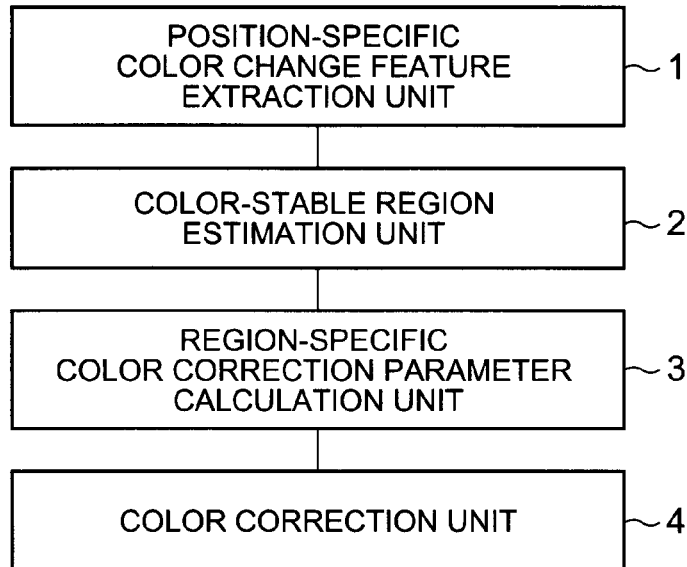 POSITION-SPECIFIC
COLOR CHANGE FEATURE
EXTRACTION UNIT
1
COLOR-STABLE REGION
ESTIMATION UNIT
2
REGION-SPECIFIC
COLOR CORRECTION PARAMETER
CALCULATION UNIT
3
COLOR CORRECTION UNIT
4